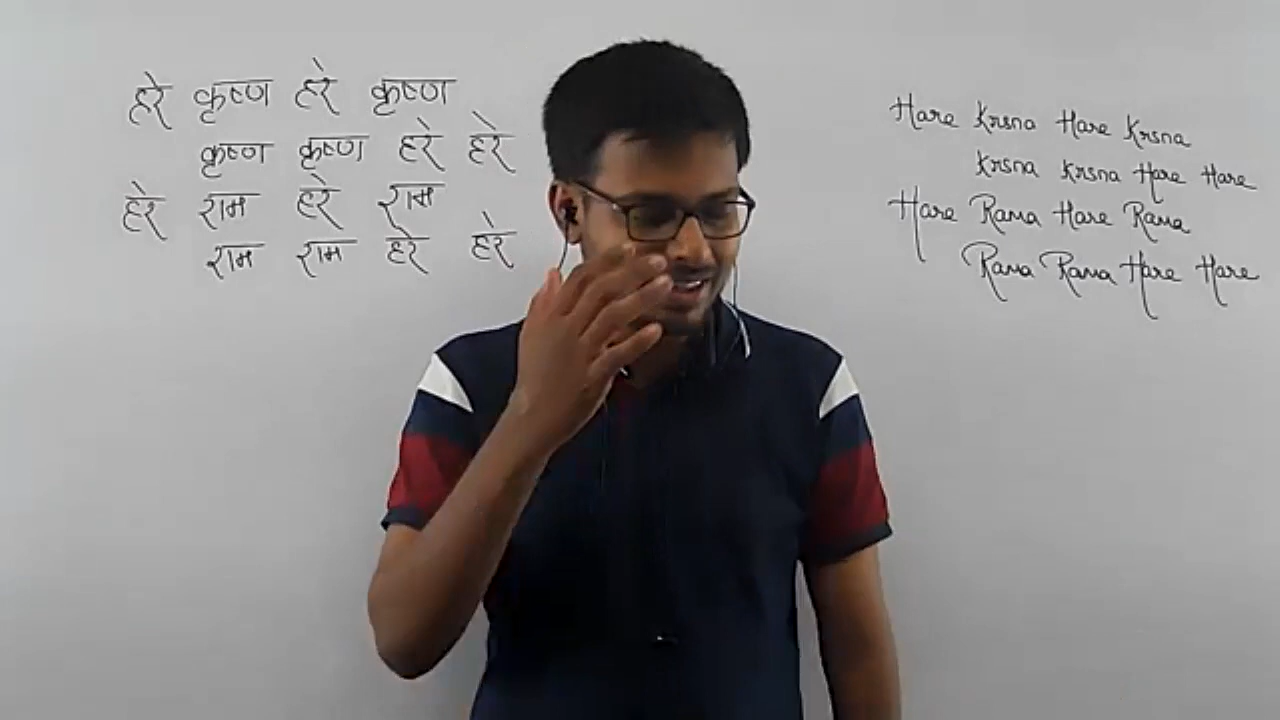 हरे कृष्ण हरे कृष्ण
कृष्ण कृष्ण हरे हरे
हरे राम हरे राम
राम राम हरे हरे
Hare Krsna Hare Krsna
Krsna Krsna Hare Hare
Hare Rama Hare Rama
Rama Rama Hare Hare